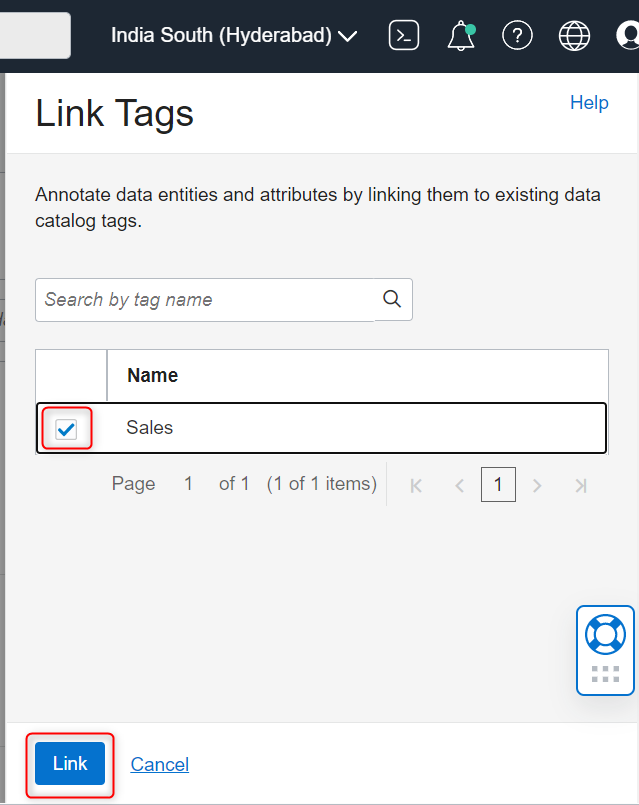 India South (Hyderabad)
Link Tags
Help
Annotate data entities and attributes by linking them to existing data
catalog tags.
Search by tag name
Name
Sales
Page 1 of 1 (1 of 1 items) 1
Link Cancel